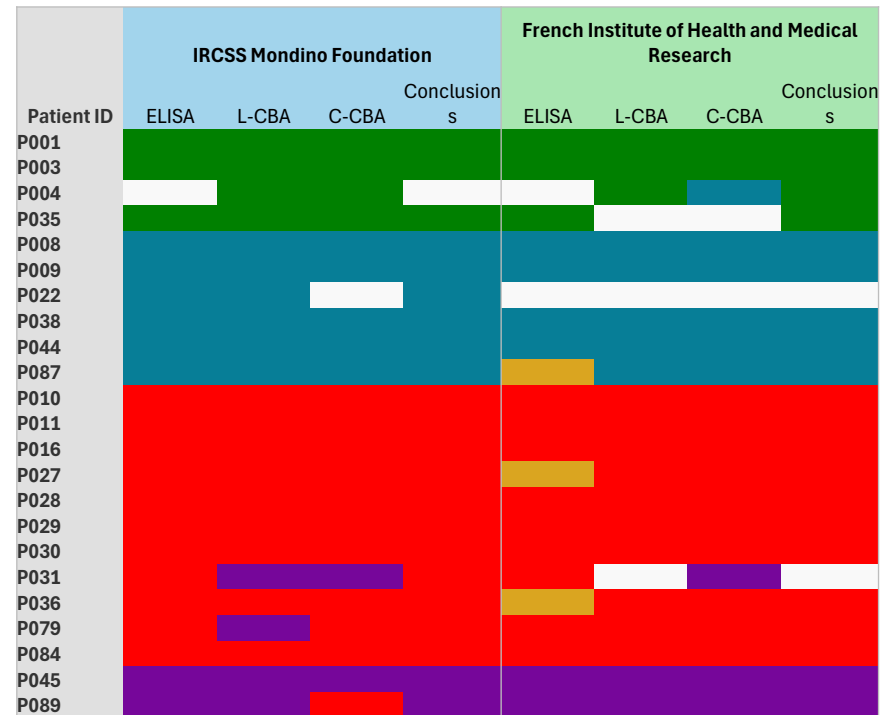 IRCSS Mondino Foundation
French Institute of Health and Medical
Research
Patient ID ELISA L-CBA C-CBA Conclusion
s
ELISA L-CBA C-CBA Conclusion
s
P001
P003
P004
P035
P008
P009
P022
P038
P044
P087
P010
P011
P016
P027
P028
P029
P030
P031
P036
P079
P084
P045
P089